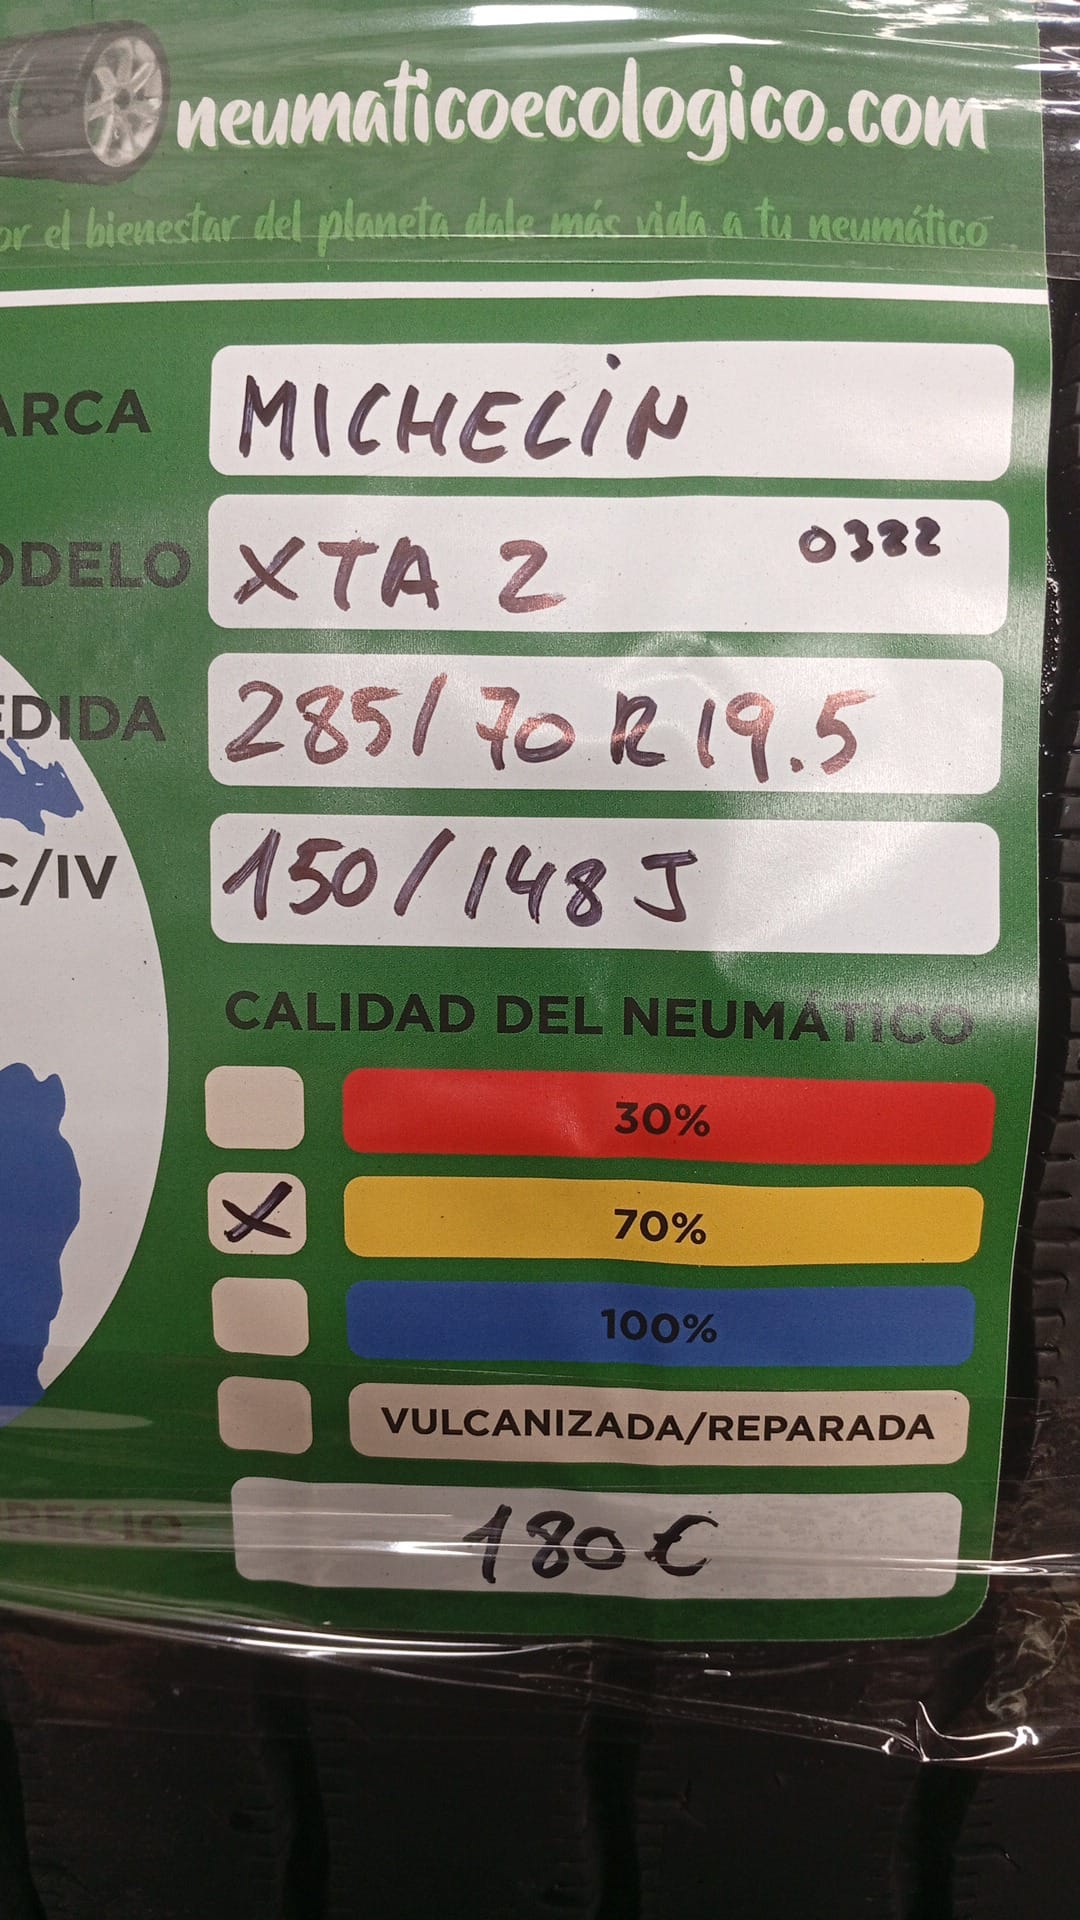 neumaticoecologico.com
or el bienestar del planeta dale más vida a tu neumático
ARCA MICHELIN
ODELO XTA 2 0322
EDIDA 285/70 R19.5
C/IV 150/148 J
CALIDAD DEL NEUMÁTICO
30%
X 70%
100%
VULCANIZADA/REPARADA
PRECIO 180€